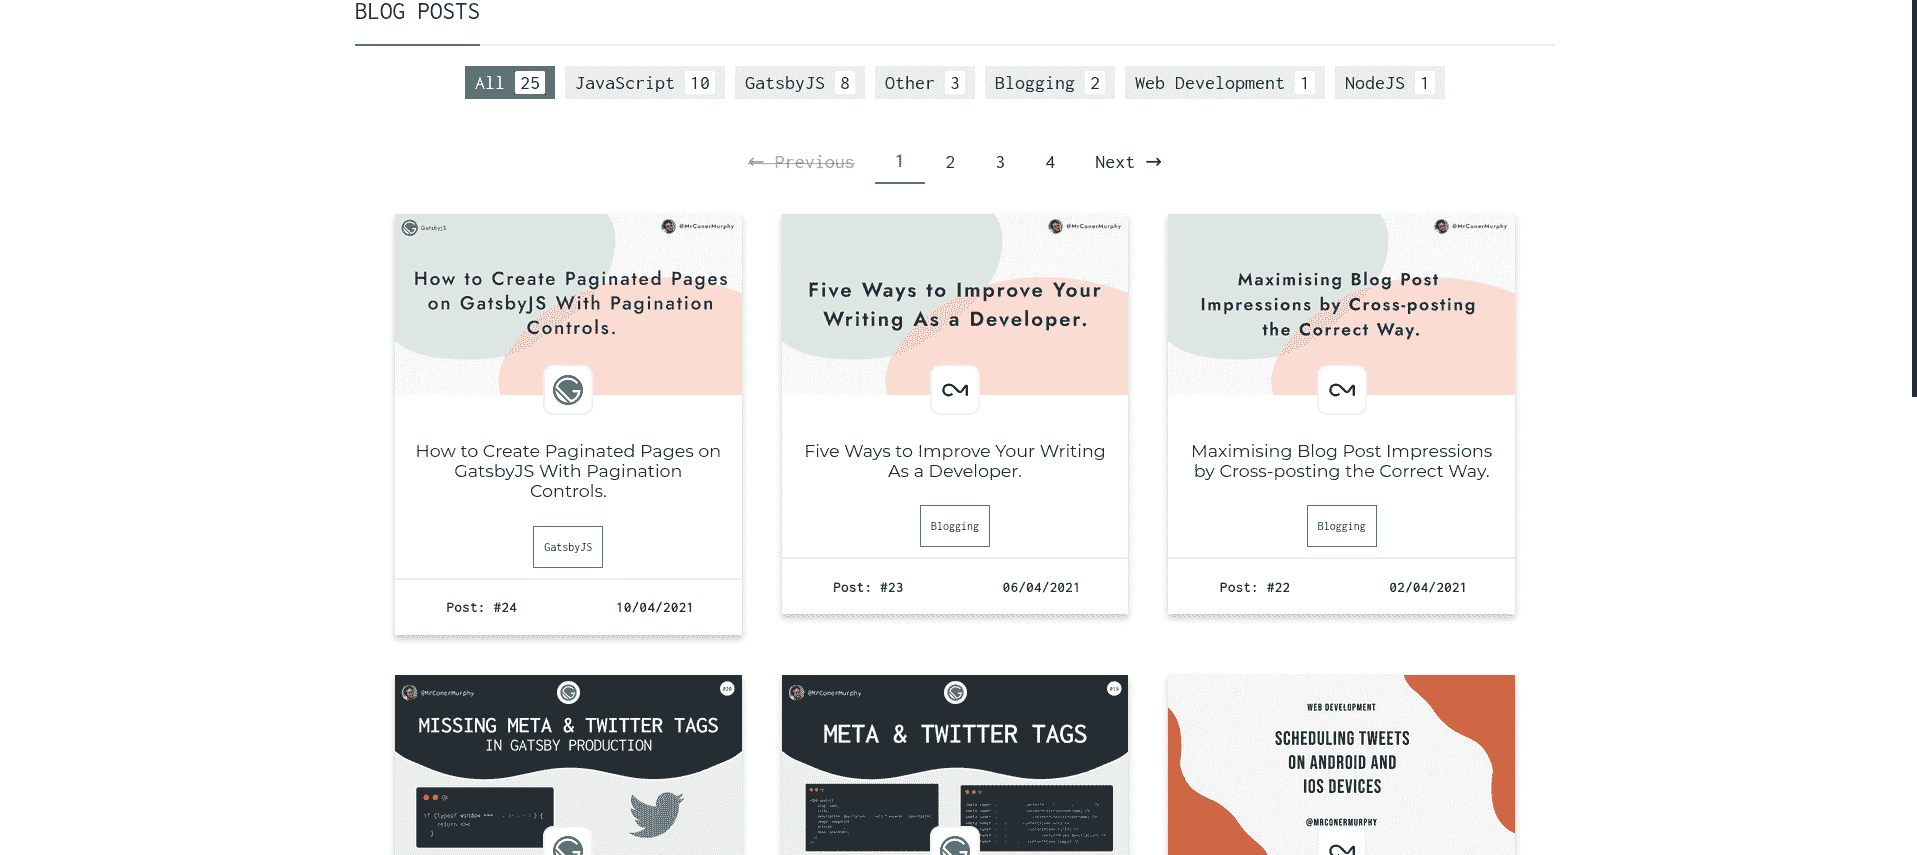 BLOG POSTS
All 25 JavaScript 10 GatsbyJS 8 Other 3 Blogging 2 Web Development 1 NodeJS 1
← Previous 1 2 3 4 Next →
GatsbyJS @MrConerMurphy
How to Create Paginated Pages
on GatsbyJS With Pagination
Controls.
How to Create Paginated Pages on
GatsbyJS With Pagination
Controls.
GatsbyJS
Post: #24 10/04/2021
@MrConerMurphy
Five Ways to Improve Your
Writing As a Developer.
Five Ways to Improve Your Writing
As a Developer.
Blogging
Post: #23 06/04/2021
@MrConerMurphy
Maximising Blog Post
Impressions by Cross-posting
the Correct Way.
Maximising Blog Post Impressions
by Cross-posting the Correct Way.
Blogging
Post: #22 02/04/2021
@MrConerMurphy 020
MISSING META & TWITTER TAGS
IN GATSBY PRODUCTION
@MrConerMurphy 019
META & TWITTER TAGS
WEB DEVELOPMENT
SCHEDULING TWEETS
ON ANDROID AND
IOS DEVICES
@MRCONERMURPHY